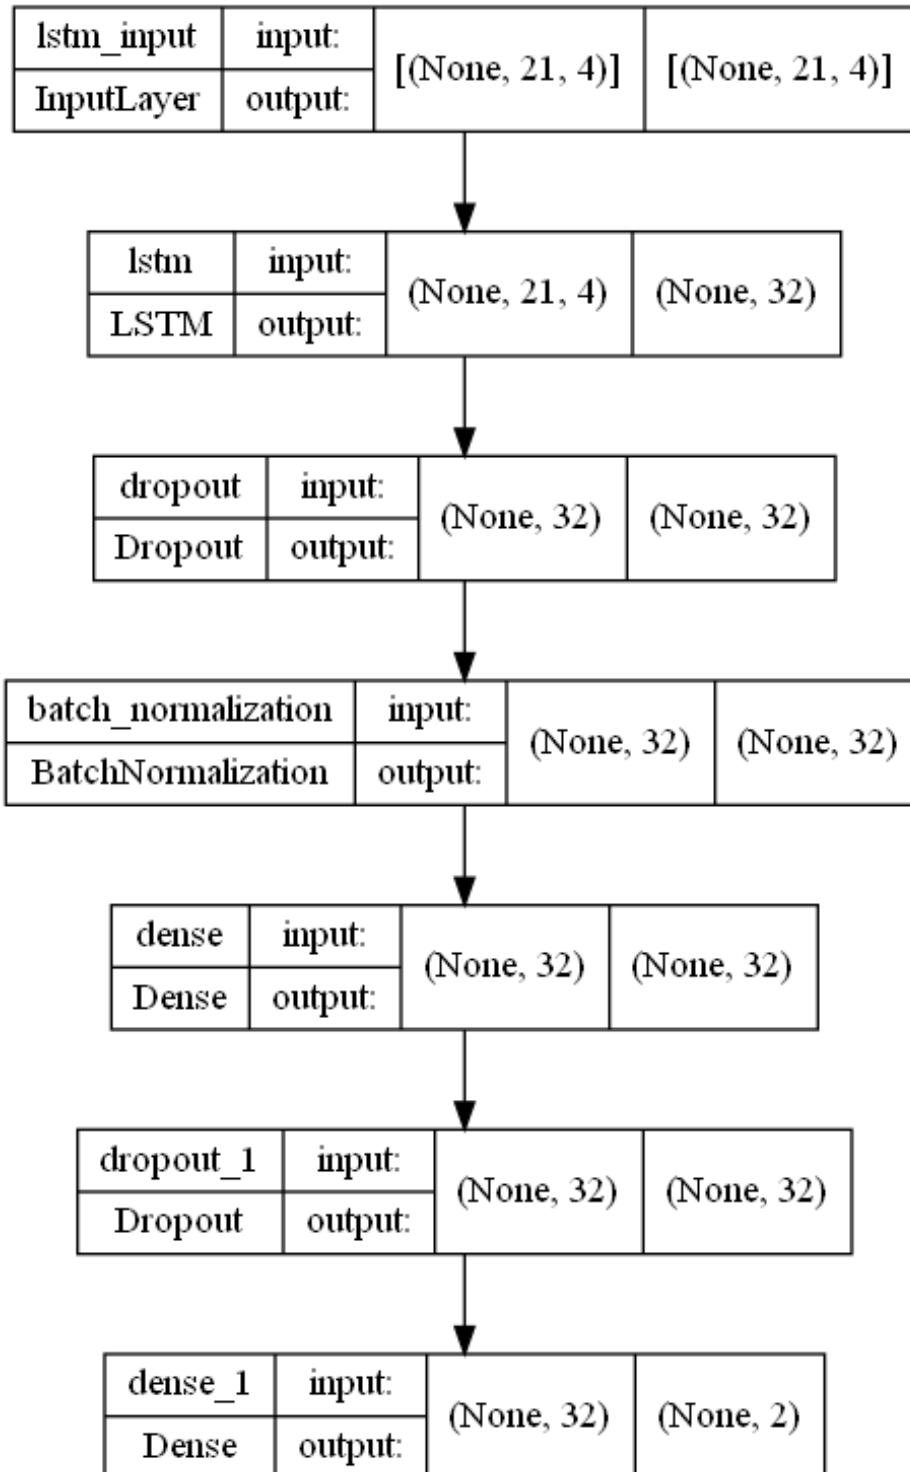 lstm_input input: [(None, 21, 4)] [(None, 21, 4)]
InputLayer output:
lstm input: (None, 21, 4) (None, 32)
LSTM output:
dropout input: (None, 32) (None, 32)
Dropout output:
batch_normalization input: (None, 32) (None, 32)
BatchNormalization output:
dense input: (None, 32) (None, 32)
Dense output:
dropout_1 input: (None, 32) (None, 32)
Dropout output:
dense_1 input: (None, 32) (None, 2)
Dense output: